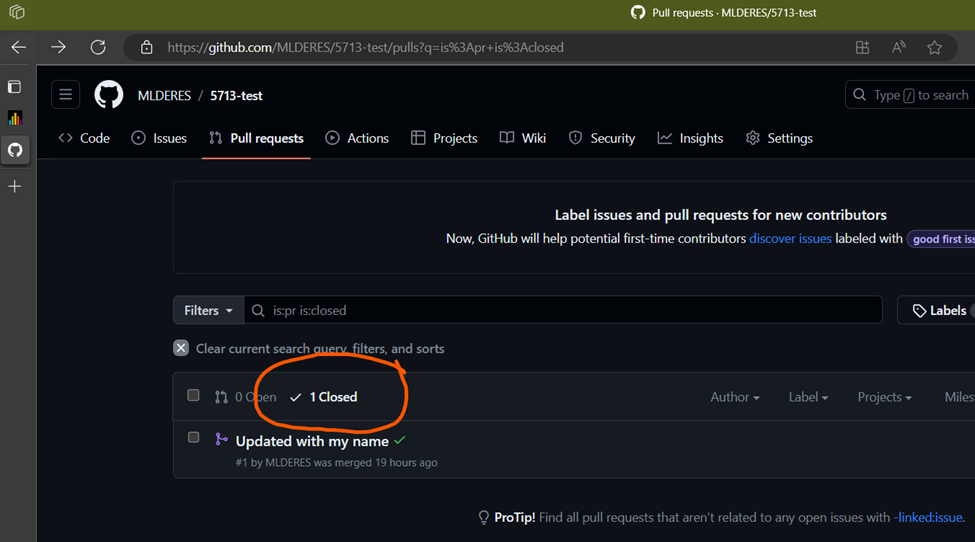 Pull requests · MLDERES/5713-test
https://github.com/MLDERES/5713-test/pulls?q=is%3Apr+is%3Aclosed
MLDERES / 5713-test
Type / to search
Code Issues Pull requests Actions Projects Wiki Security Insights Settings
Label issues and pull requests for new contributors
Now, GitHub will help potential first-time contributors discover issues labeled with good first iss
Filters is:pr is:closed Labels
Clear current search query, filters, and sorts
0 Open 1 Closed Author Label Projects Miles
Updated with my name
#1 by MLDERES was merged 19 hours ago
ProTip! Find all pull requests that aren't related to any open issues with -linked:issue.